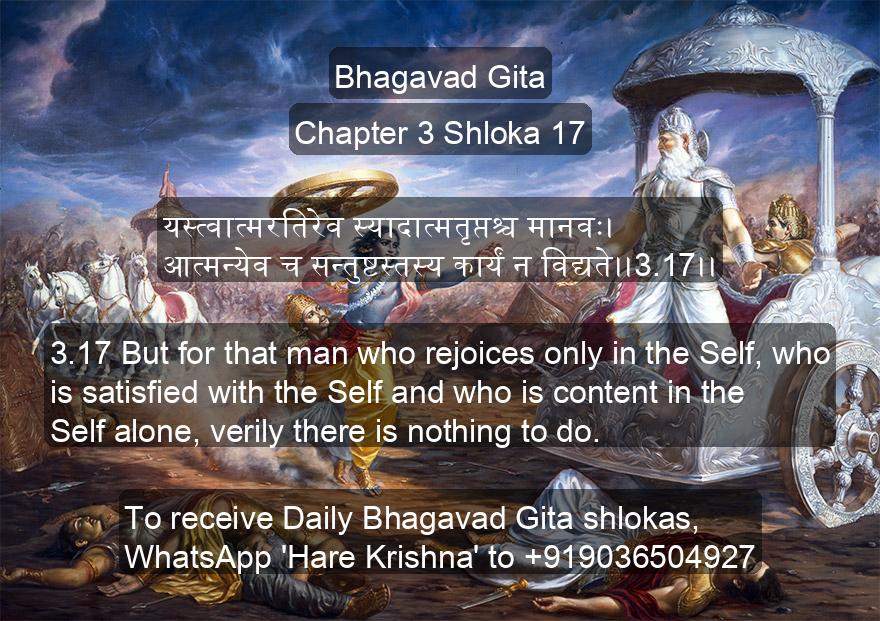 Bhagavad Gita
Chapter 3 Shloka 17
यस्त्वात्मरतिरेव स्यादात्मतृप्तश्च मानवः।
आत्मन्येव च सन्तुष्टस्तस्य कार्यं न विद्यते।।3.17।।
3.17 But for that man who rejoices only in the Self, who
is satisfied with the Self and who is content in the
Self alone, verily there is nothing to do.
To receive Daily Bhagavad Gita shlokas,
WhatsApp 'Hare Krishna' to +919036504927